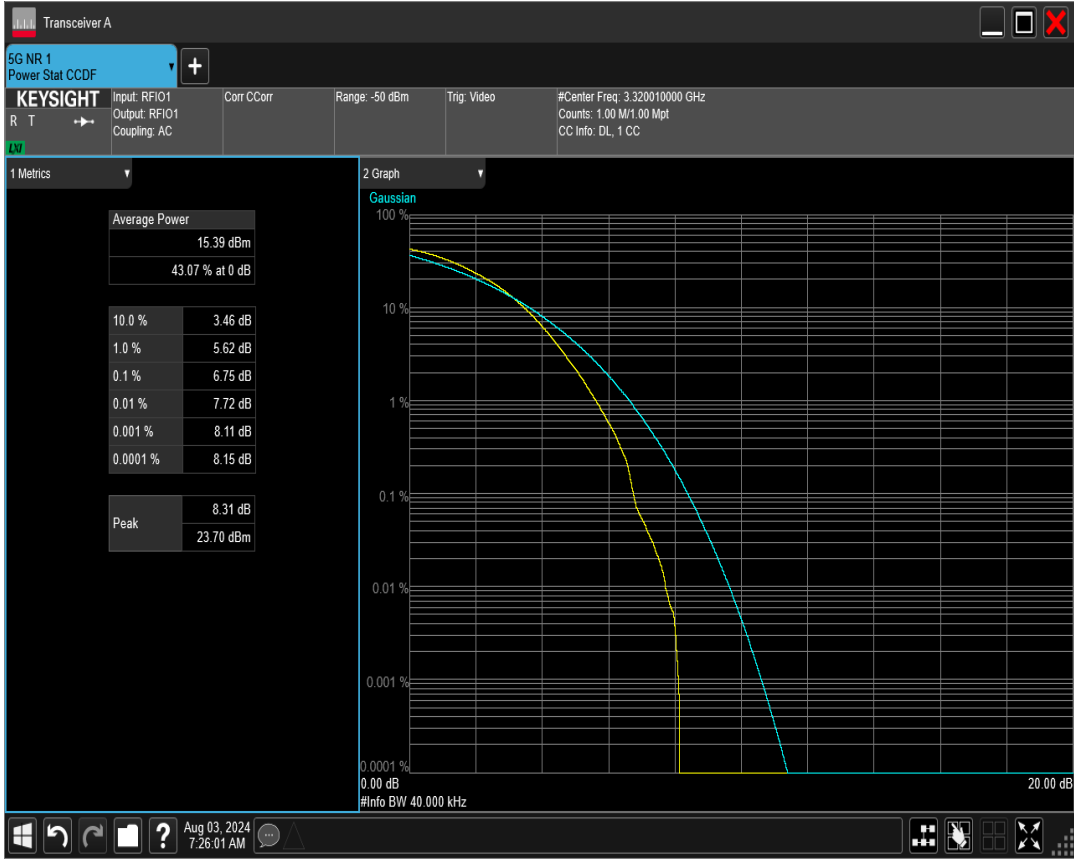 Transceiver A
5G NR 1
Power Stat CCDF
+
KEYSIGHT
R T
LXI
Input: RFIO1
Output: RFIO1
Coupling: AC
Corr CCorr
Range: -50 dBm
Trig: Video
#Center Freq: 3.320010000 GHz
Counts: 1.00 M/1.00 Mpt
CC Info: DL, 1 CC
1 Metrics
Average Power
15.39 dBm
43.07 % at 0 dB
10.0 % 3.46 dB
1.0 % 5.62 dB
0.1 % 6.75 dB
0.01 % 7.72 dB
0.001 % 8.11 dB
0.0001 % 8.15 dB
Peak
8.31 dB
23.70 dBm
2 Graph
Gaussian
100 %
10 %
1 %
0.1 %
0.01 %
0.001 %
0.0001 %
0.00 dB
20.00 dB
#Info BW 40.000 kHz
?
Aug 03, 2024
7:26:01 AM